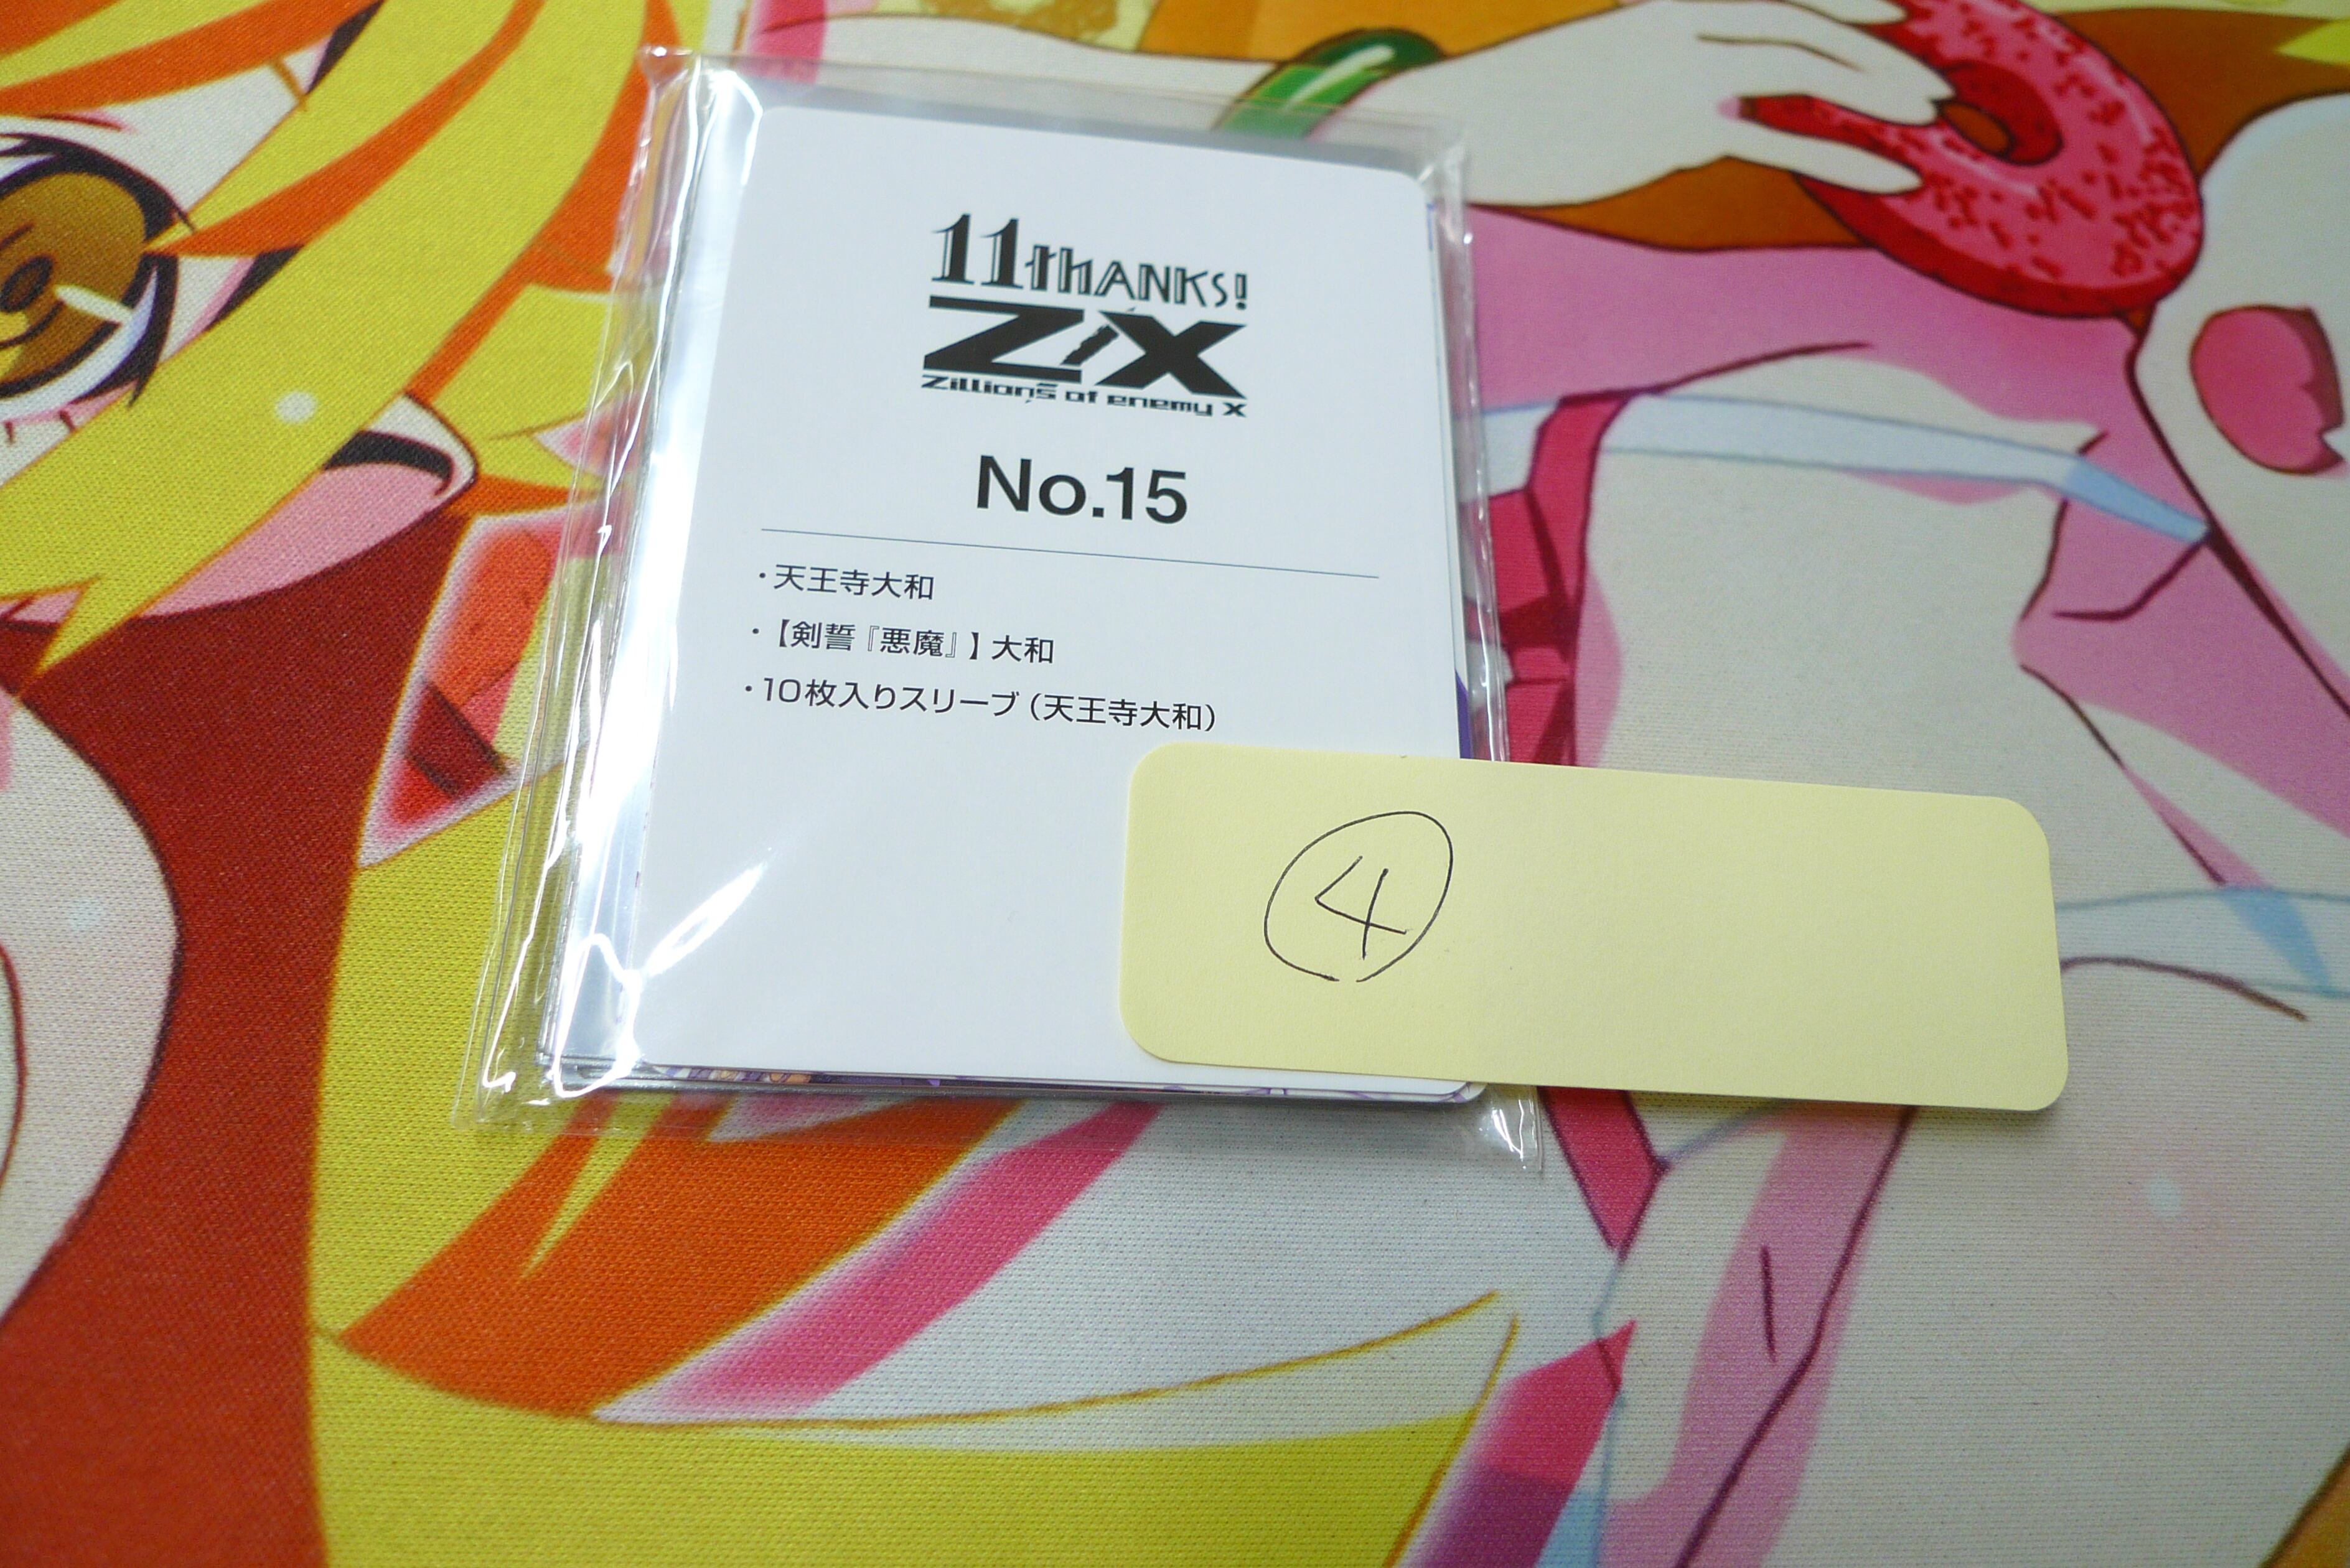 11thANKS!
Z/X
Zillions of enemy X
No.15
・天王寺大和
・【剣誓『悪魔』】大和
・10枚入りスリーブ（天王寺大和）
④